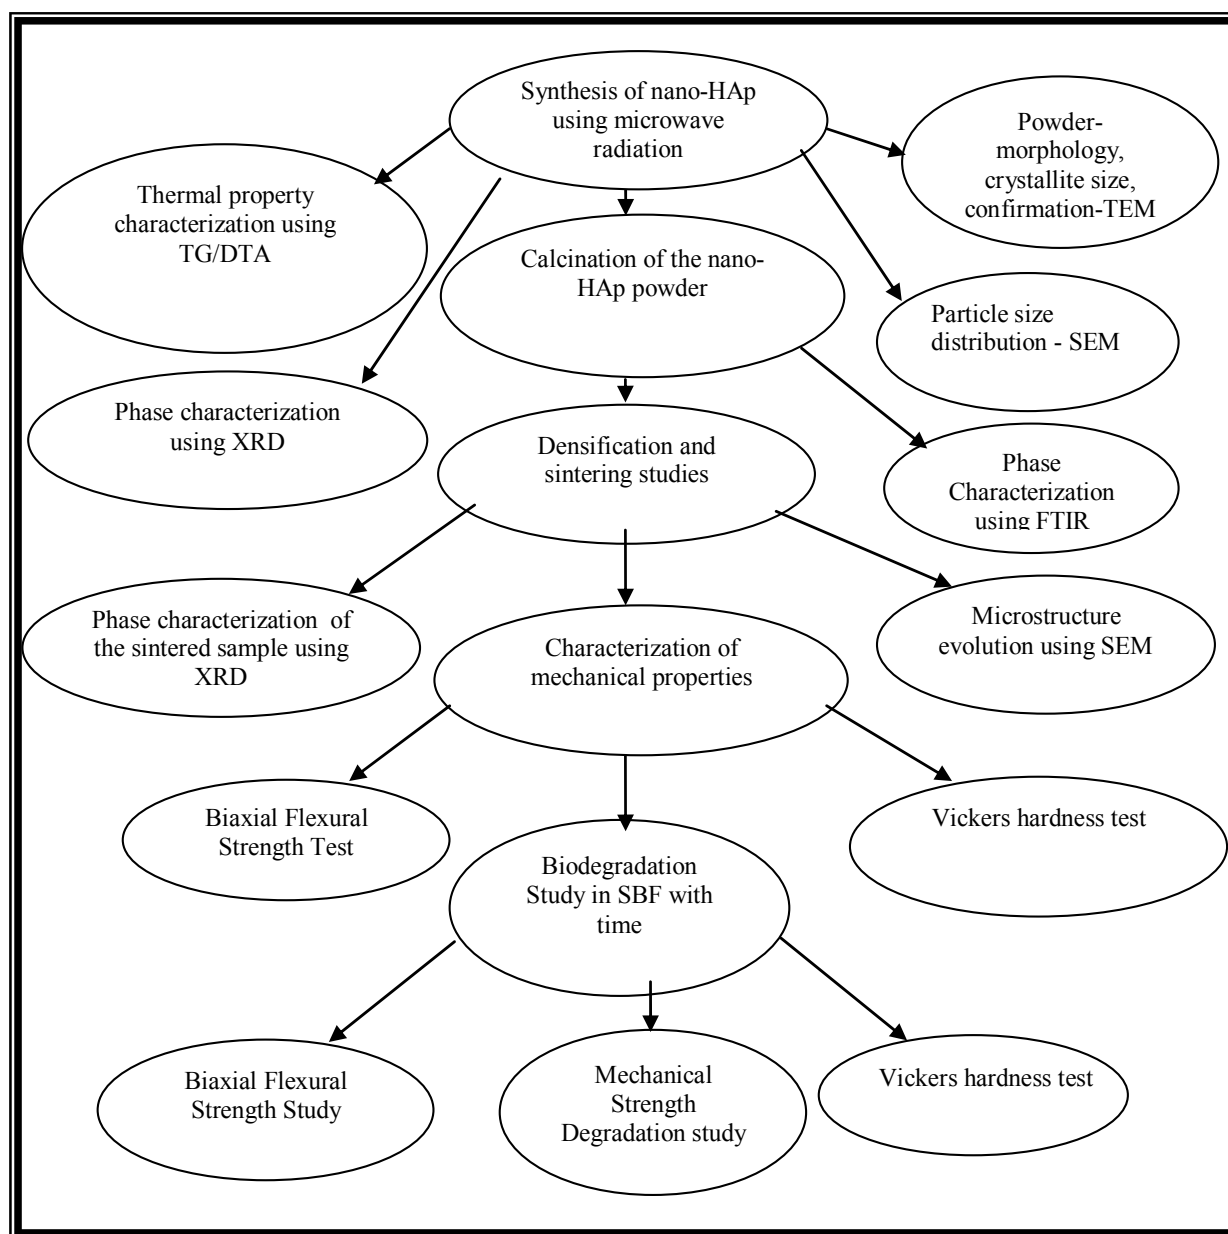 Synthesis of nano-HAp
using microwave
radiation
Powder-
morphology,
crystallite size,
confirmation-TEM
Thermal property
characterization using
TG/DTA
Calcination of the nano-
HAp powder
Particle size
distribution - SEM
Phase characterization
using XRD
Densification and
sintering studies
Phase
Characterization
using FTIR
Phase characterization  of
the sintered sample using
XRD
Characterization of
mechanical properties
Microstructure
evolution using SEM
Biaxial Flexural
Strength Test
Vickers hardness test
Biodegradation
Study in SBF with
time
Biaxial Flexural
Strength Study
Mechanical
Strength
Degradation study
Vickers hardness test